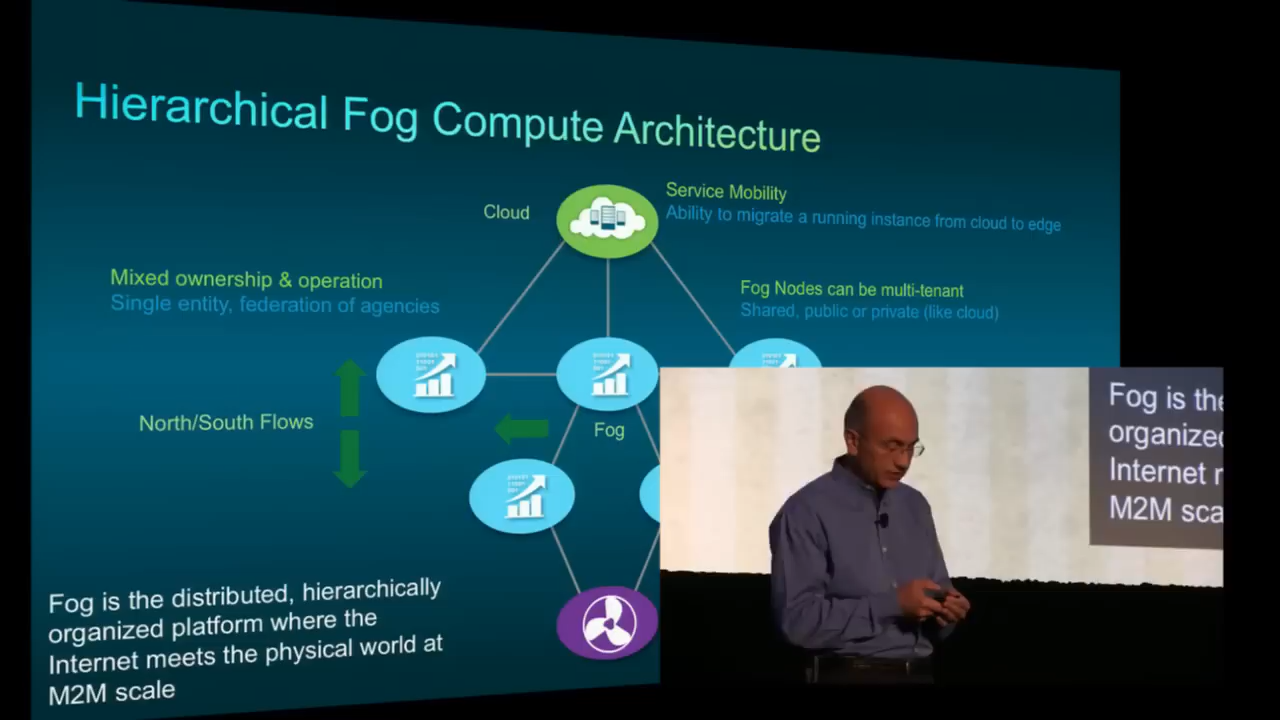 Hierarchical Fog Compute Architecture
Cloud
Service Mobility
Ability to migrate a running instance from cloud to edge
Mixed ownership & operation
Single entity, federation of agencies
Fog Nodes can be multi-tenant
Shared, public or private (like cloud)
North/South Flows
Fog
Fog is the distributed, hierarchically
organized platform where the
Internet meets the physical world at
M2M scale
Fog is the
organized
Internet
M2M